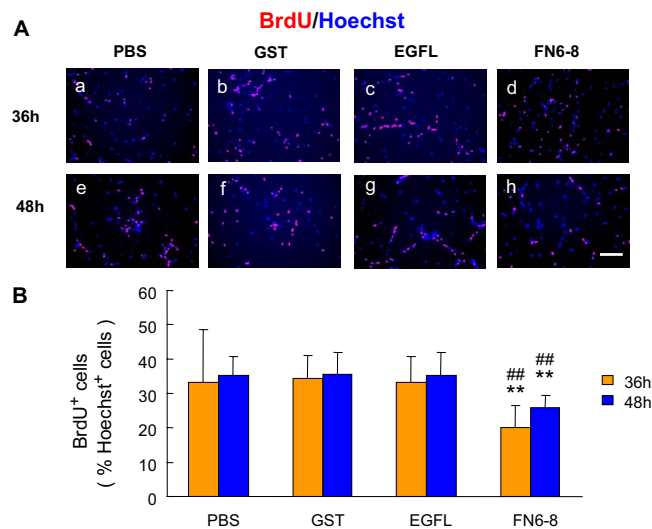 A
BrdU/Hoechst
PBS GST EGFL FN6-8
36h
a b c d
48h
e f g h
B
BrdU+ cells
( % Hoechst+ cells )
60
50
40
30
20
10
0
## **
## **
36h
48h
PBS GST EGFL FN6-8